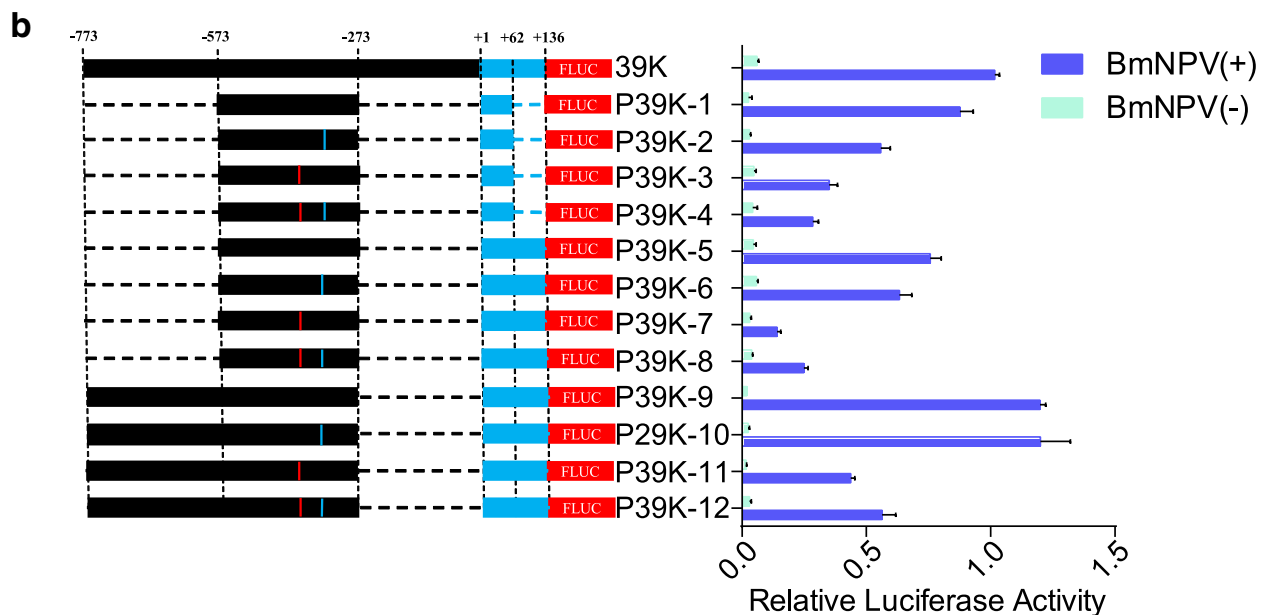 b
-773 -573 -273 +1 +62 +136
FLUC 39K
FLUC P39K-1
FLUC P39K-2
FLUC P39K-3
FLUC P39K-4
FLUC P39K-5
FLUC P39K-6
FLUC P39K-7
FLUC P39K-8
FLUC P39K-9
FLUC P29K-10
FLUC P39K-11
FLUC P39K-12
BmNPV(+)
BmNPV(-)
0.0 0.5 1.0 1.5
Relative Luciferase Activity